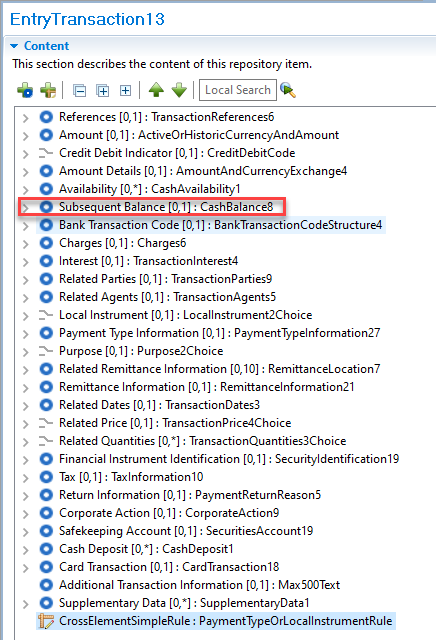 EntryTransaction13
Content
This section describes the content of this repository item.
Local Search
References [0,1] : TransactionReferences6
Amount [0,1] : ActiveOrHistoricCurrencyAndAmount
Credit Debit Indicator [0,1] : CreditDebitCode
Amount Details [0,1] : AmountAndCurrencyExchange4
Availability [0,*] : CashAvailability1
Subsequent Balance [0,1] : CashBalance8
Bank Transaction Code [0,1] : BankTransactionCodeStructure4
Charges [0,1] : Charges6
Interest [0,1] : TransactionInterest4
Related Parties [0,1] : TransactionParties9
Related Agents [0,1] : TransactionAgents5
Local Instrument [0,1] : LocalInstrument2Choice
Payment Type Information [0,1] : PaymentTypeInformation27
Purpose [0,1] : Purpose2Choice
Related Remittance Information [0,10] : RemittanceLocation7
Remittance Information [0,1] : RemittanceInformation21
Related Dates [0,1] : TransactionDates3
Related Price [0,1] : TransactionPrice4Choice
Related Quantities [0,*] : TransactionQuantities3Choice
Financial Instrument Identification [0,1] : SecurityIdentification19
Tax [0,1] : TaxInformation10
Return Information [0,1] : PaymentReturnReason5
Corporate Action [0,1] : CorporateAction9
Safekeeping Account [0,1] : SecuritiesAccount19
Cash Deposit [0,*] : CashDeposit1
Card Transaction [0,1] : CardTransaction18
Additional Transaction Information [0,1] : Max500Text
Supplementary Data [0,*] : SupplementaryData1
CrossElementSimpleRule : PaymentTypeOrLocalInstrumentRule